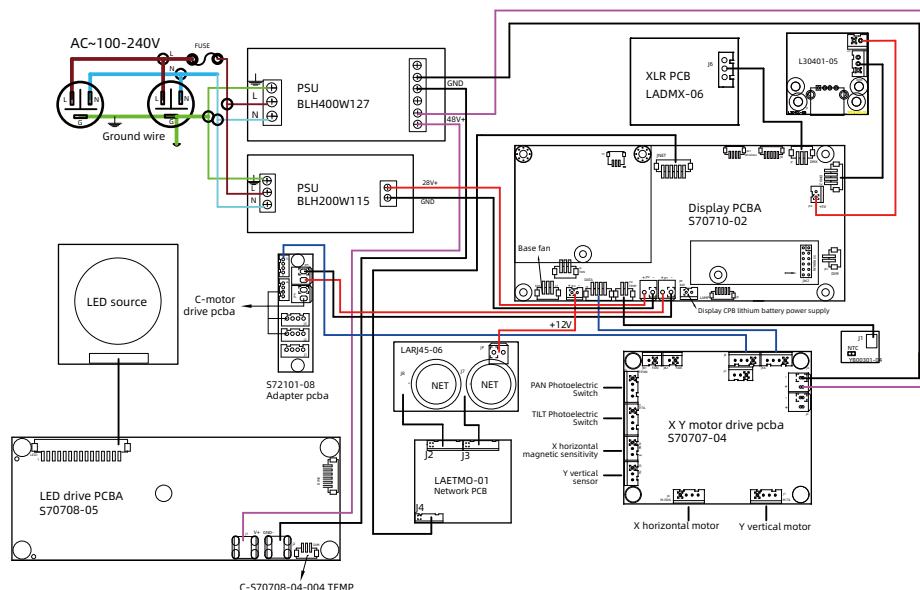 AC~100-240V
L
FUSE
N
L
N
L
N
G
G
Ground wire
PSU
BLH400W127
L
N
GND
48V+
PSU
BLH200W115
L
N
28V+
GND
XLR PCB
LADMX-06
J6
L30401-05
Display PCBA
S70710-02
Base fan
+12V
Display CPB lithium battery power supply
LED source
C-motor
drive pcba
S72101-08
Adapter pcba
LARJ45-06
NET
NET
J1
NTC
YB00301-04
PAN Photoelectric
Switch
TILT Photoelectric
Switch
X horizontal
magnetic sensitivity
Y vertical
sensor
X Y motor drive pcba
S70707-04
X horizontal motor
Y vertical motor
J2
J3
LAETMO-01
Network PCB
J4
LED drive PCBA
S70708-05
V+
GND
C-S70708-04-004 TEMP